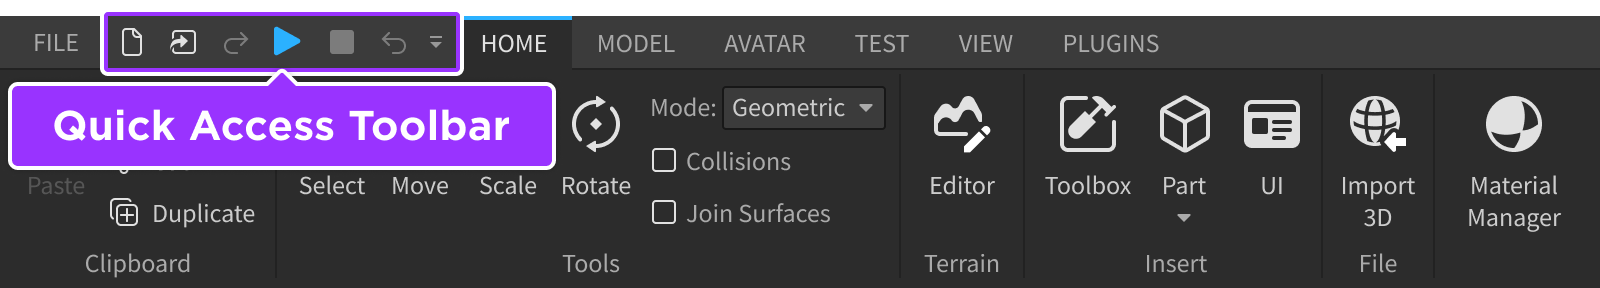 FILE
HOME
MODEL
AVATAR
TEST
VIEW
PLUGINS
Quick Access Toolbar
Paste
Duplicate
Clipboard
Select
Move
Scale
Rotate
Mode: Geometric
Collisions
Join Surfaces
Tools
Editor
Terrain
Toolbox
Part
UI
Insert
Import
3D
File
Material
Manager